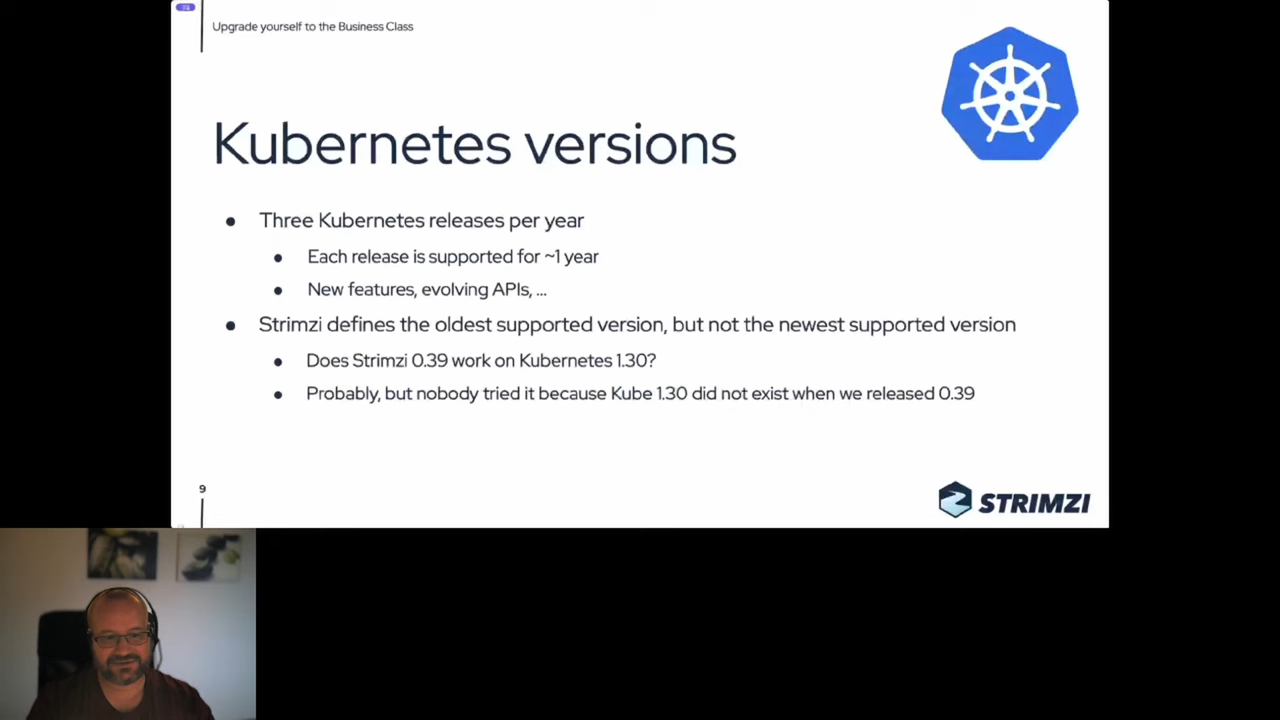 Upgrade yourself to the Business Class
Kubernetes versions
Three Kubernetes releases per year
Each release is supported for ~1 year
New features, evolving APIs, ...
Strimzi defines the oldest supported version, but not the newest supported version
Does Strimzi 0.39 work on Kubernetes 1.30?
Probably, but nobody tried it because Kube 1.30 did not exist when we released 0.39
9
STRIMZI